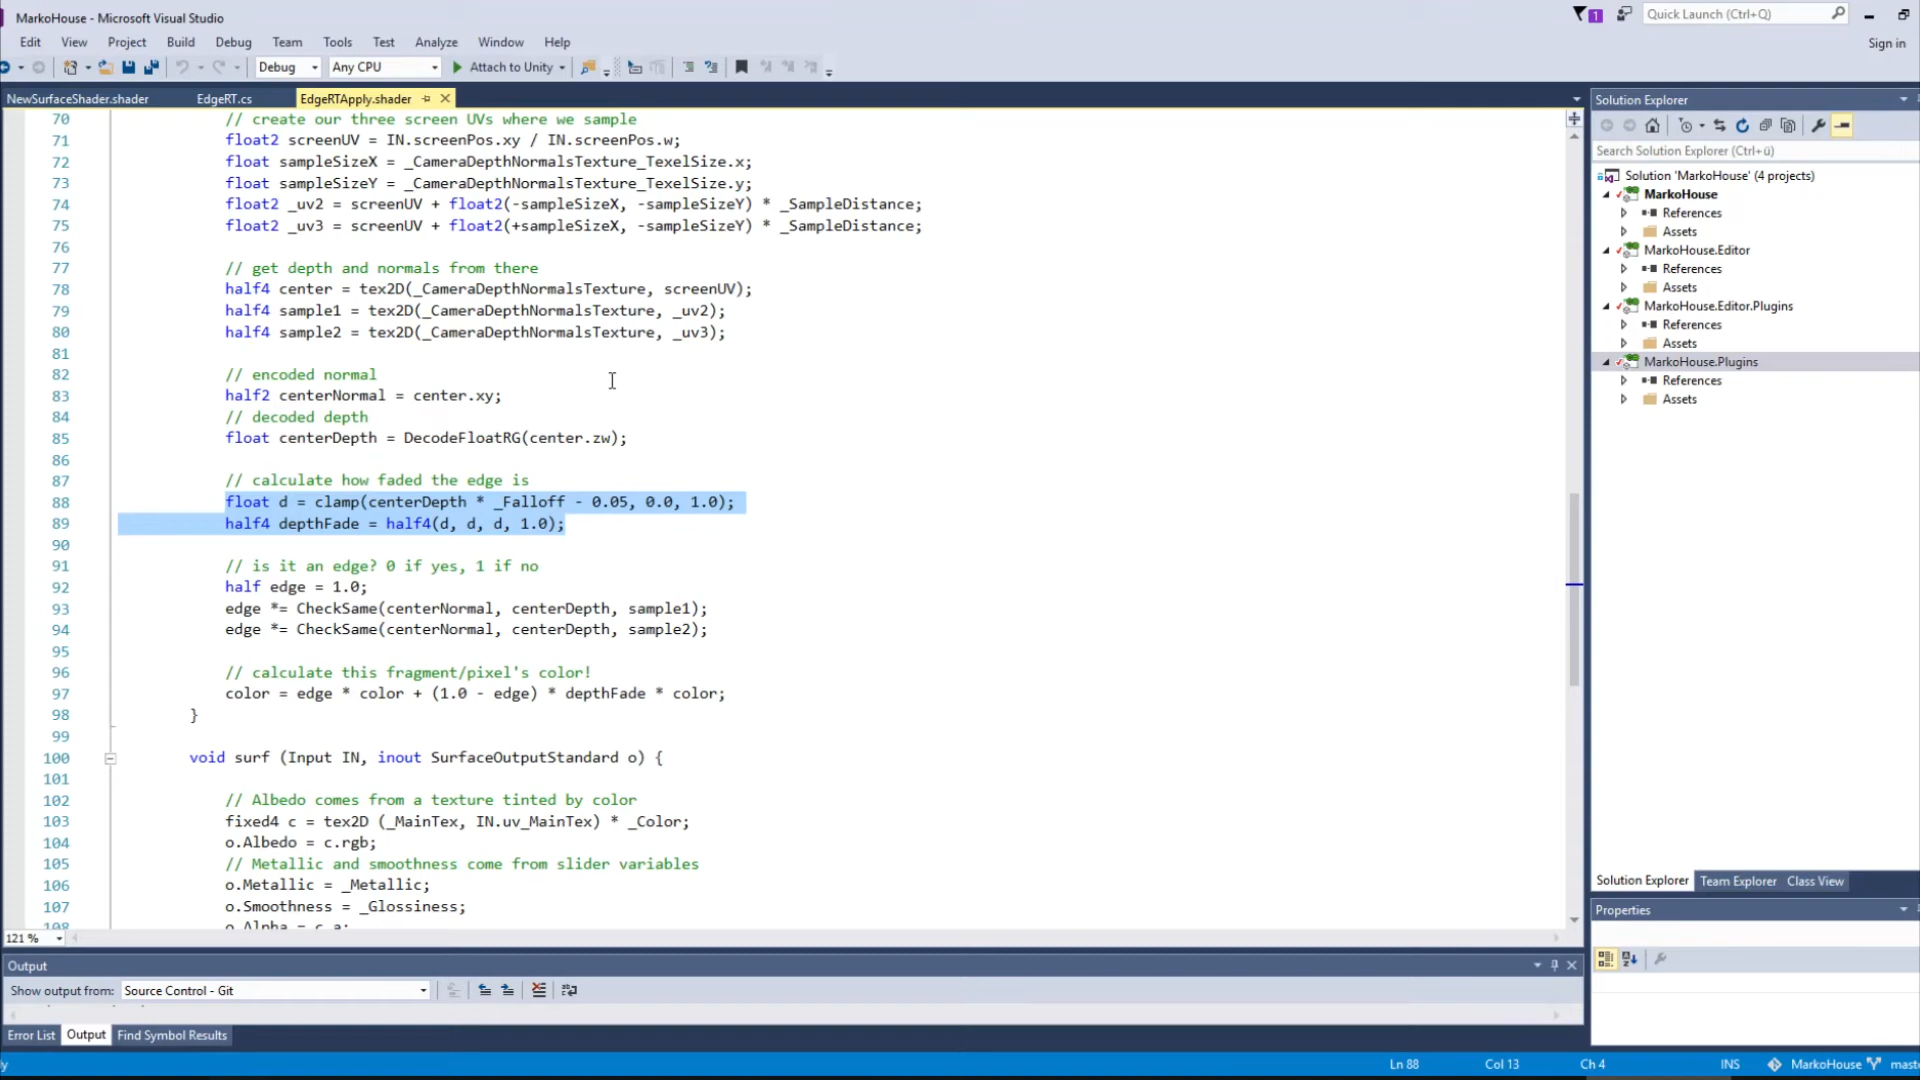 MarkoHouse - Microsoft Visual Studio
1
Quick Launch (Ctrl+Q)
Edit View Project Build Debug Team Tools Test Analyze Window Help
Sign in
Debug
Any CPU
Attach to Unity
NewSurfaceShader.shader
EdgeRT.cs
EdgeRTApply.shader
70 // create our three screen UVs where we sample
71 float2 screenUV = IN.screenPos.xy / IN.screenPos.w;
72 float sampleSizeX = _CameraDepthNormalsTexture_TexelSize.x;
73 float sampleSizeY = _CameraDepthNormalsTexture_TexelSize.y;
74 float2 _uv2 = screenUV + float2(-sampleSizeX, -sampleSizeY) * _SampleDistance;
75 float2 _uv3 = screenUV + float2(+sampleSizeX, -sampleSizeY) * _SampleDistance;
76
77 // get depth and normals from there
78 half4 center = tex2D(_CameraDepthNormalsTexture, screenUV);
79 half4 sample1 = tex2D(_CameraDepthNormalsTexture, _uv2);
80 half4 sample2 = tex2D(_CameraDepthNormalsTexture, _uv3);
81
82 // encoded normal
83 half2 centerNormal = center.xy;
84 // decoded depth
85 float centerDepth = DecodeFloatRG(center.zw);
86
87 // calculate how faded the edge is
88 float d = clamp(centerDepth * _Falloff - 0.05, 0.0, 1.0);
89 half4 depthFade = half4(d, d, d, 1.0);
90
91 // is it an edge? 0 if yes, 1 if no
92 half edge = 1.0;
93 edge *= CheckSame(centerNormal, centerDepth, sample1);
94 edge *= CheckSame(centerNormal, centerDepth, sample2);
95
96 // calculate this fragment/pixel's color!
97 color = edge * color + (1.0 - edge) * depthFade * color;
98 }
99
100 void surf (Input IN, inout SurfaceOutputStandard o) {
101
102 // Albedo comes from a texture tinted by color
103 fixed4 c = tex2D (_MainTex, IN.uv_MainTex) * _Color;
104 o.Albedo = c.rgb;
105 // Metallic and smoothness come from slider variables
106 o.Metallic = _Metallic;
107 o.Smoothness = _Glossiness;
108 o.Alpha = c.a;
121 %
Solution Explorer
Search Solution Explorer (Ctrl+ü)
Solution 'MarkoHouse' (4 projects)
MarkoHouse
References
Assets
MarkoHouse.Editor
References
Assets
MarkoHouse.Editor.Plugins
References
Assets
MarkoHouse.Plugins
References
Assets
Solution Explorer Team Explorer Class View
Properties
Output
Show output from: Source Control - Git
Error List Output Find Symbol Results
Ln 88 Col 13 Ch 4 INS MarkoHouse